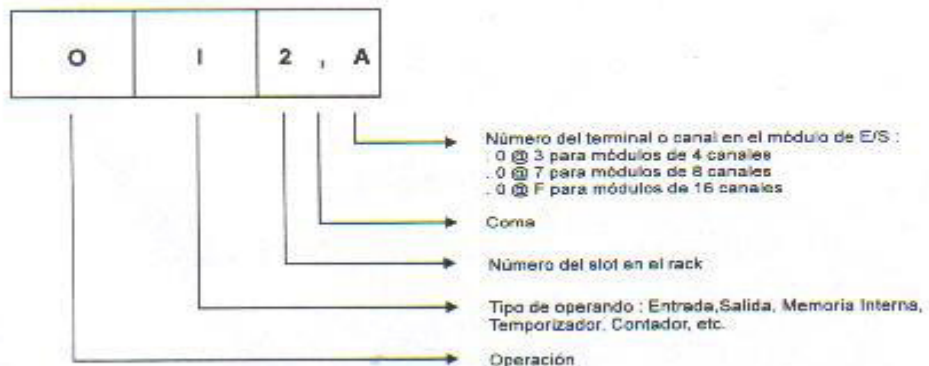 O I 2 , A
Número del terminal o canal en el módulo de E/S :
. 0 @ 3 para módulos de 4 canales
. 0 @ 7 para módulos de 8 canales
. 0 @ F para módulos de 16 canales
Coma
Número del slot en el rack
Tipo de operando : Entrada,Salida, Memoria Interna,
Temporizador, Contador, etc.
Operación